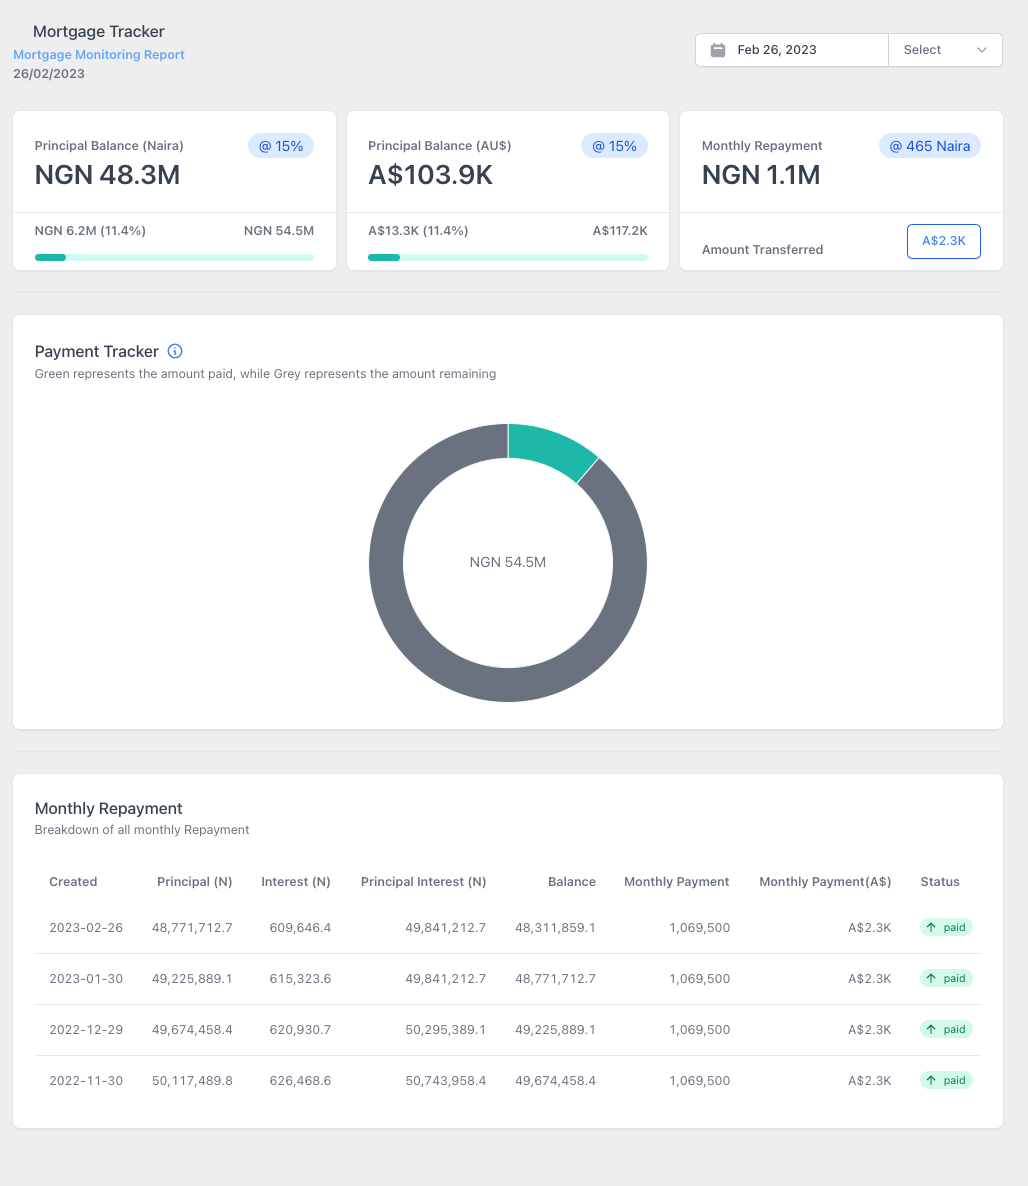 Mortgage Tracker
Mortgage Monitoring Report
26/02/2023
Feb 26, 2023
Select
Principal Balance (Naira)
@ 15%
NGN 48.3M
NGN 6.2M (11.4%)
NGN 54.5M
Principal Balance (AU$)
@ 15%
A$103.9K
A$13.3K (11.4%)
A$117.2K
Monthly Repayment
@ 465 Naira
NGN 1.1M
Amount Transferred
A$2.3K
Payment Tracker
Green represents the amount paid, while Grey represents the amount remaining
NGN 54.5M
Monthly Repayment
Breakdown of all monthly Repayment
Created Principal (N) Interest (N) Principal Interest (N) Balance Monthly Payment Monthly Payment(A$) Status
2023-02-26 48,771,712.7 609,646.4 49,841,212.7 48,311,859.1 1,069,500 A$2.3K paid
2023-01-30 49,225,889.1 615,323.6 49,841,212.7 48,771,712.7 1,069,500 A$2.3K paid
2022-12-29 49,674,458.4 620,930.7 50,295,389.1 49,225,889.1 1,069,500 A$2.3K paid
2022-11-30 50,117,489.8 626,468.6 50,743,958.4 49,674,458.4 1,069,500 A$2.3K paid